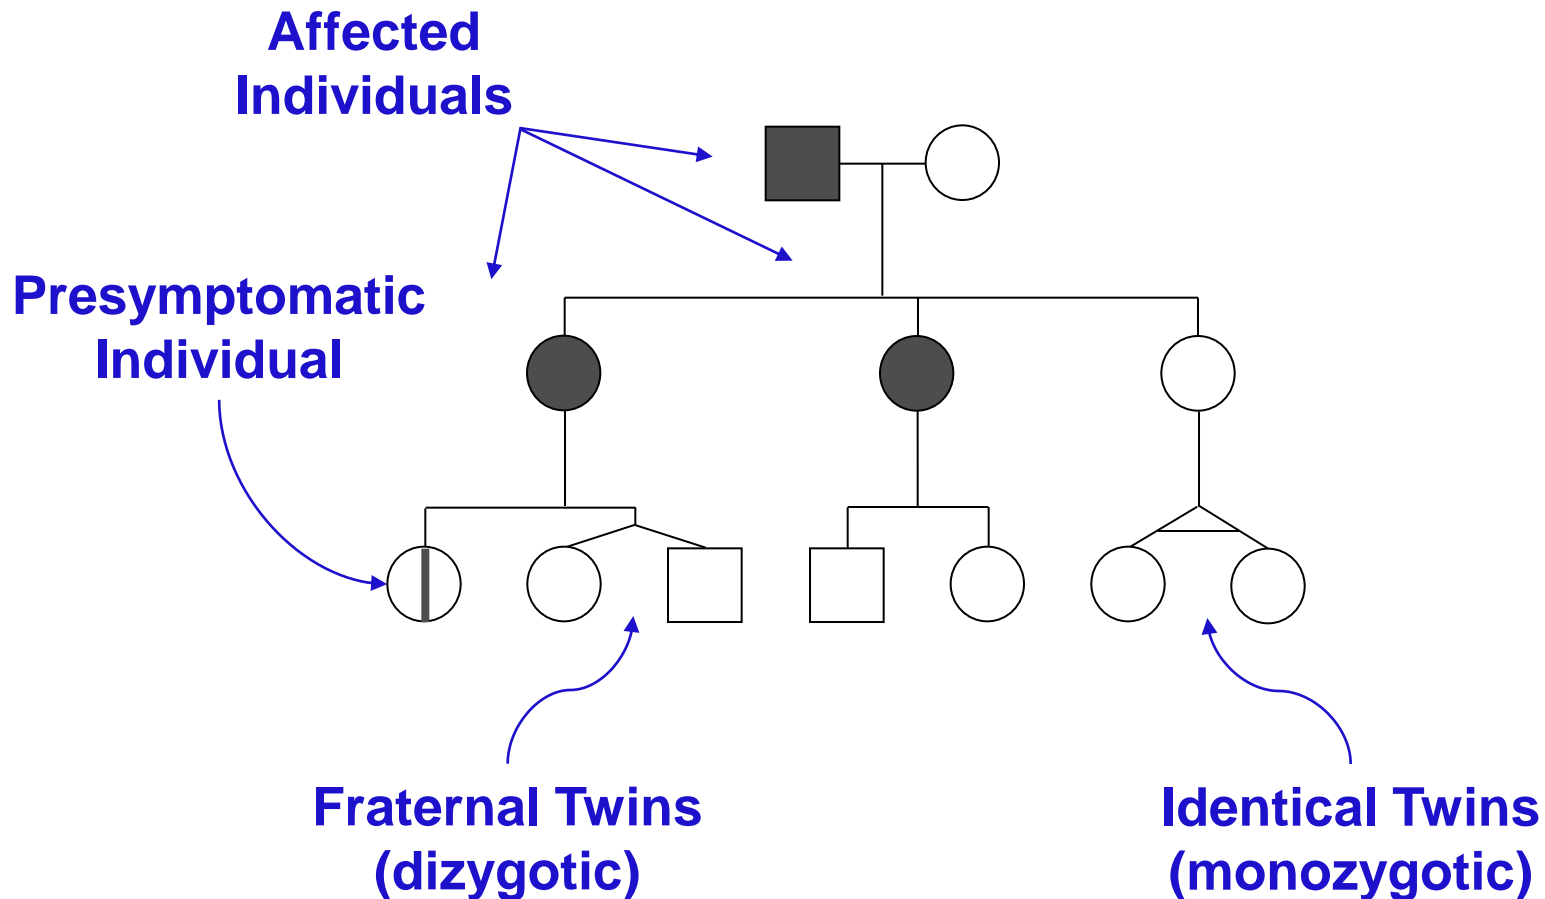 Affected
Individuals
Presymptomatic
Individual
Fraternal Twins
(dizygotic)
Identical Twins
(monozygotic)